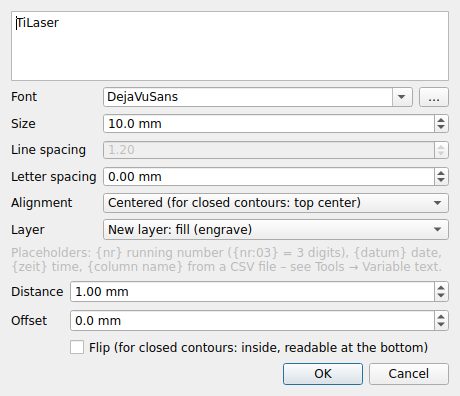 TiLaser
Font DejaVuSans ...
Size 10.0 mm
Line spacing 1.20
Letter spacing 0.00 mm
Alignment Centered (for closed contours: top center)
Layer New layer: fill (engrave)
Placeholders: {nr} running number ({nr:03} = 3 digits), {datum} date,
{zeit} time, {column name} from a CSV file – see Tools → Variable text.
Distance 1.00 mm
Offset 0.0 mm
Flip (for closed contours: inside, readable at the bottom)
OK Cancel